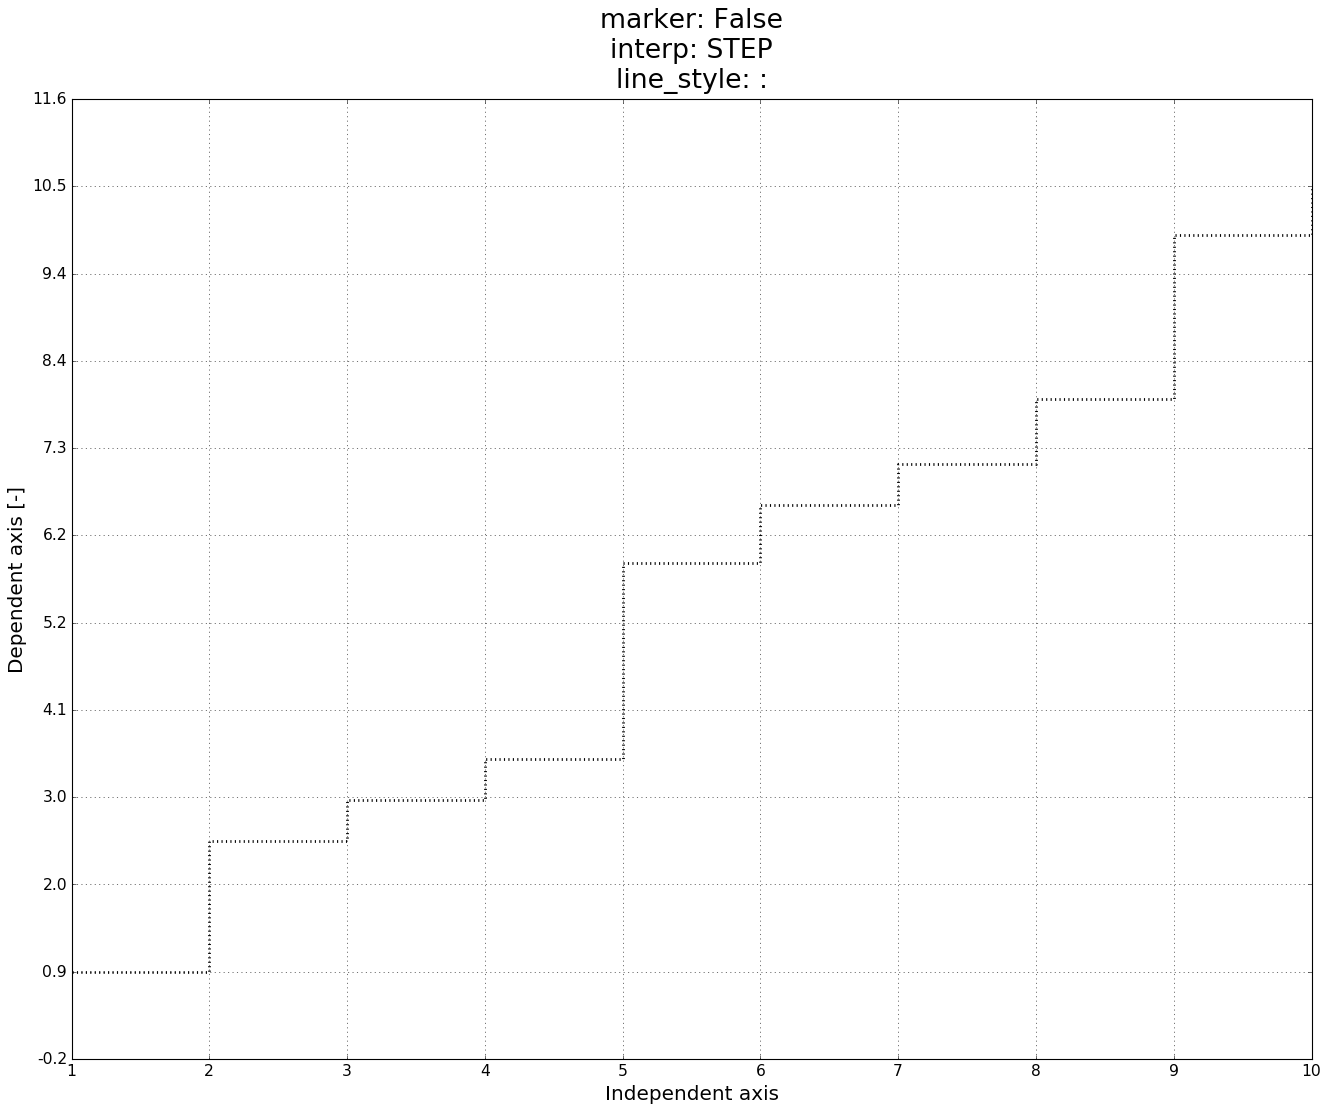 marker: False
interp: STEP
line_style: :
11.6
10.5
9.4
8.4
7.3
6.2
5.2
4.1
3.0
2.0
0.9
-0.2
Dependent axis [-]
1 2 3 4 5 6 7 8 9 10
Independent axis